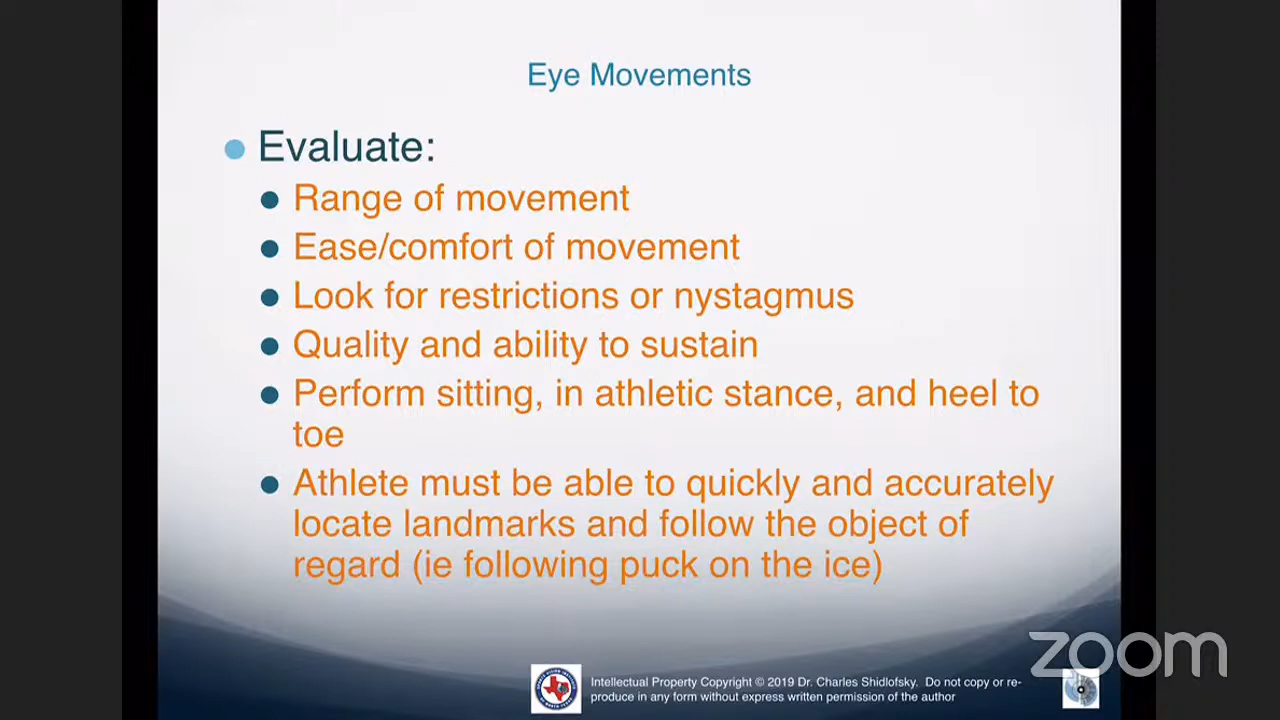 Eye Movements
Evaluate:
Range of movement
Ease/comfort of movement
Look for restrictions or nystagmus
Quality and ability to sustain
Perform sitting, in athletic stance, and heel to
toe
Athlete must be able to quickly and accurately
locate landmarks and follow the object of
regard (ie following puck on the ice)
zoom
Intellectual Property Copyright © 2019 Dr. Charles Shidlofsky. Do not copy or re-
produce in any form without express written permission of the author